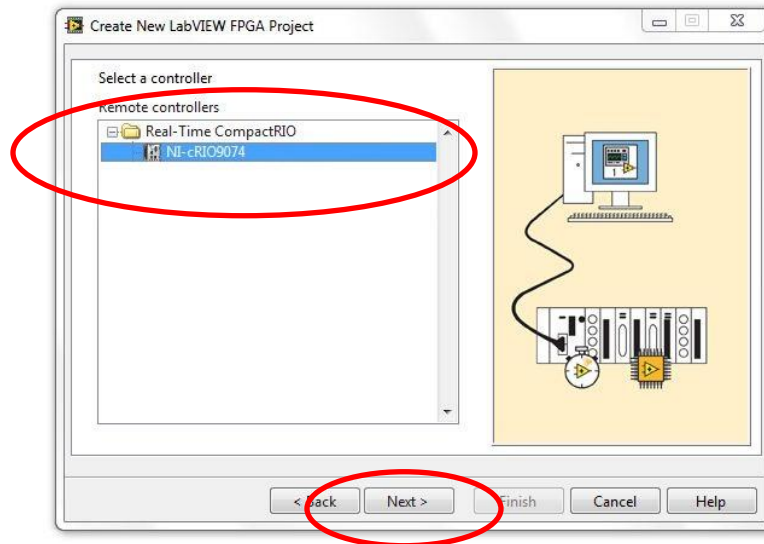 Create New LabVIEW FPGA Project
Select a controller
Remote controllers
Real-Time CompactRIO
NI-cRIO9074
1
< Back Next > Finish Cancel Help